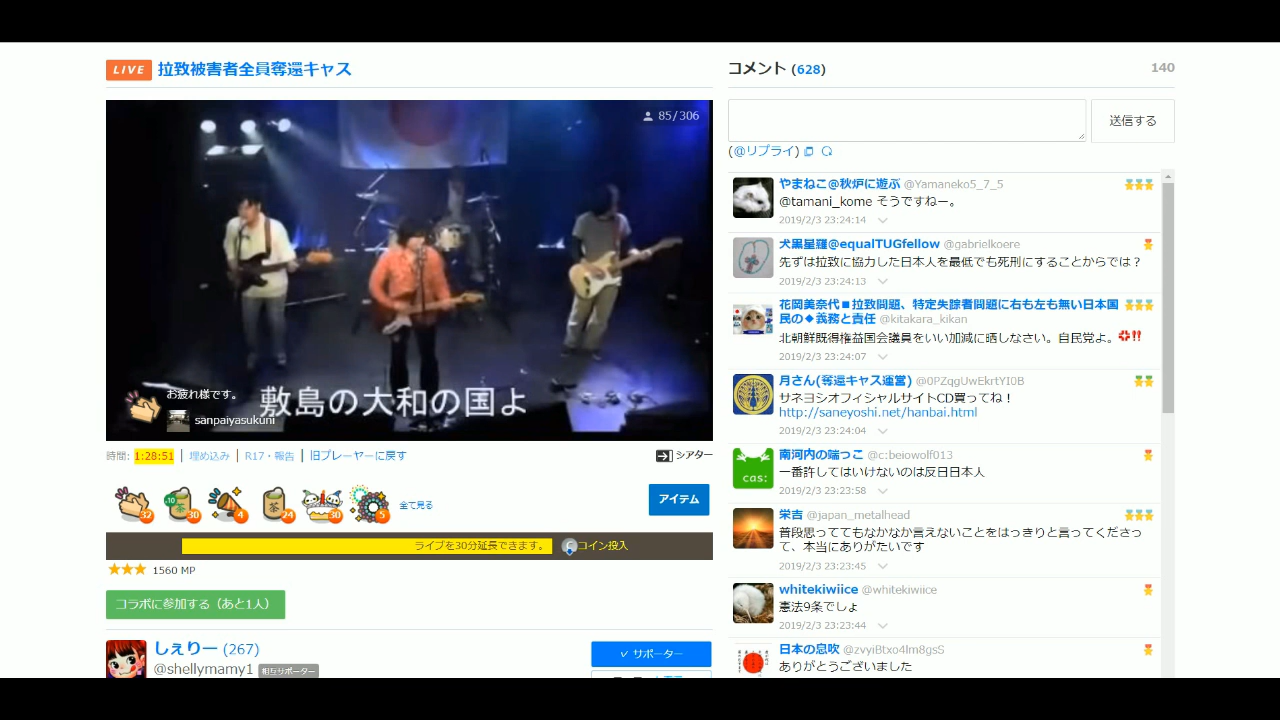 LIVE 拉致被害者全員奪還キャス
85/306
お疲れ様です。
sanpaiyasukuni
敷島の大和の国よ
時間: 1:28:51 | 埋め込み | R17・報告 | 旧プレーヤーに戻す
シアター
32
+10
茶
30
4
茶
24
30
5
全て見る
アイテム
ライブを30分延長できます。
C コイン投入
1560 MP
コラボに参加する（あと1人）
しぇりー (267)
@shellymamy1 相互サポーター
✓ サポーター
コメント (628)
140
送信する
(@リプライ)
やまねこ@秋炉に遊ぶ @Yamaneko5_7_5
@tamani_kome そうですねー。
2019/2/3 23:24:14
犬黒星羅@equalTUGfellow @gabrielkoere
先ずは拉致に協力した日本人を最低でも死刑にすることからでは？
2019/2/3 23:24:13
花岡美奈代■拉致問題、特定失踪者問題に右も左も無い日本国
民の◆義務と責任 @kitakara_kikan
北朝鮮既得権益国会議員をいい加減に晒しなさい。自民党よ。💢‼
2019/2/3 23:24:07
月さん(奪還キャス運営) @0PZqgUwEkrtYI0B
サネヨシオフィシャルサイトCD買ってね！
http://saneyoshi.net/hanbai.html
2019/2/3 23:24:04
cas:
南河内の端っこ @c:beiowolf013
一番許してはいけないのは反日日本人
2019/2/3 23:23:58
栄吉 @japan_metalhead
普段思っててもなかなか言えないことをはっきりと言ってくださっ
て、本当にありがたいです
2019/2/3 23:23:45
whitekiwiice @whitekiwiice
憲法9条でしょ
2019/2/3 23:23:44
日本の息吹 @zvyiBtxo4lm8gsS
ありがとうございました